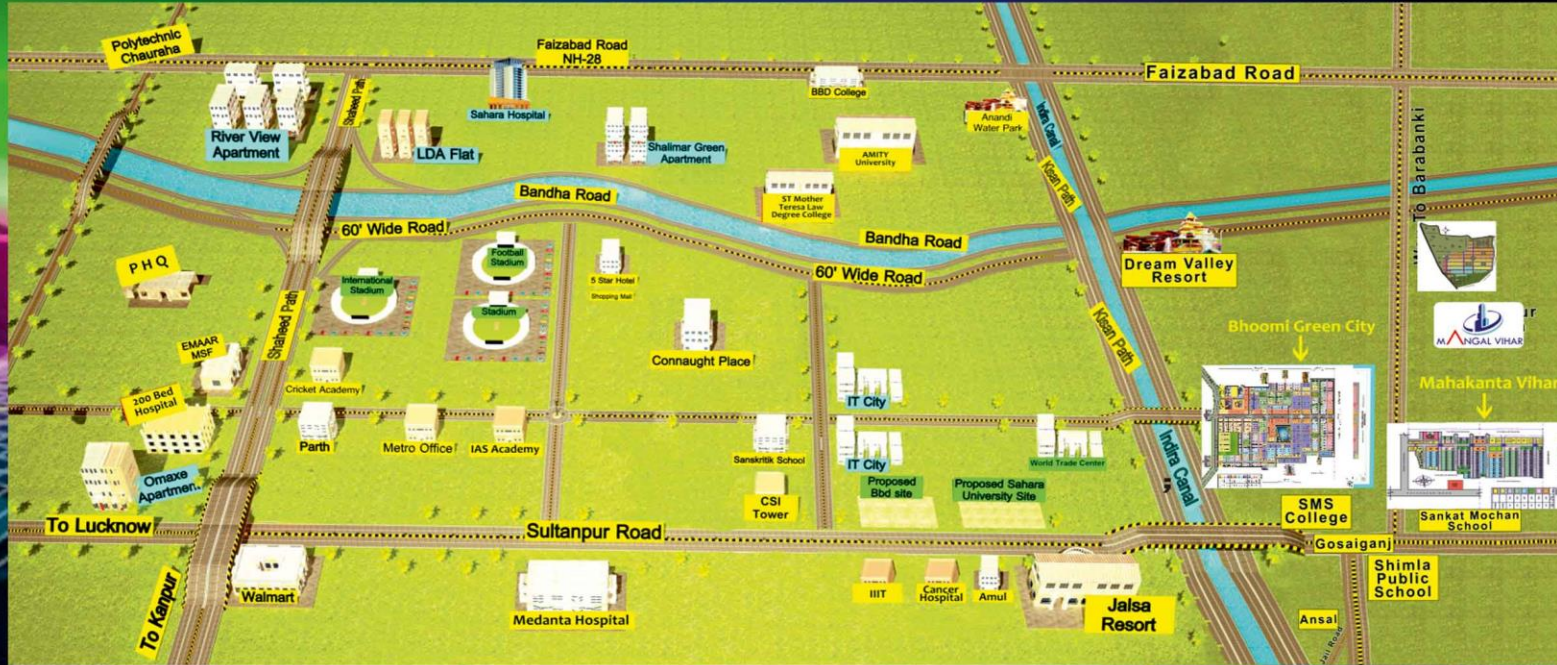 Polytechnic
Chauraha
Faizabad Road
NH-28
Faizabad Road
Shaheed Path
Sahara Hospital
BBD College
River View
Apartment
LDA Flat
Shalimar Green
Apartment
AMITY
University
Anandi
Water Park
Indira Canal
Kisan Path
To Barabanki
Bandha Road
ST Mother
Teresa Law
Degree College
60' Wide Road
Bandha Road
60' Wide Road
Dream Valley
Resort
PHQ
International
Stadium
Football
Stadium
Stadium
5 Star Hotel
Shopping Mall
Connaught Place
Shaheed Path
Kisan Path
Bhoomi Green City
MANGAL VIHAR
Mahakanta Vihar
EMAAR
MSF
Cricket Academy
200 Bed
Hospital
Parth
Metro Office
IAS Academy
Sanskritik School
IT City
IT City
World Trade Center
Indira Canal
Omaxe
Apartment
CSI
Tower
Proposed
Bbd site
Proposed Sahara
University Site
SMS
College
Sankat Mochan
School
To Lucknow
Sultanpur Road
Gosaiganj
Shimla
Public
School
To Kanpur
Walmart
Medanta Hospital
IIIT
Cancer
Hospital
Amul
Jalsa
Resort
Ansal
Jail Road